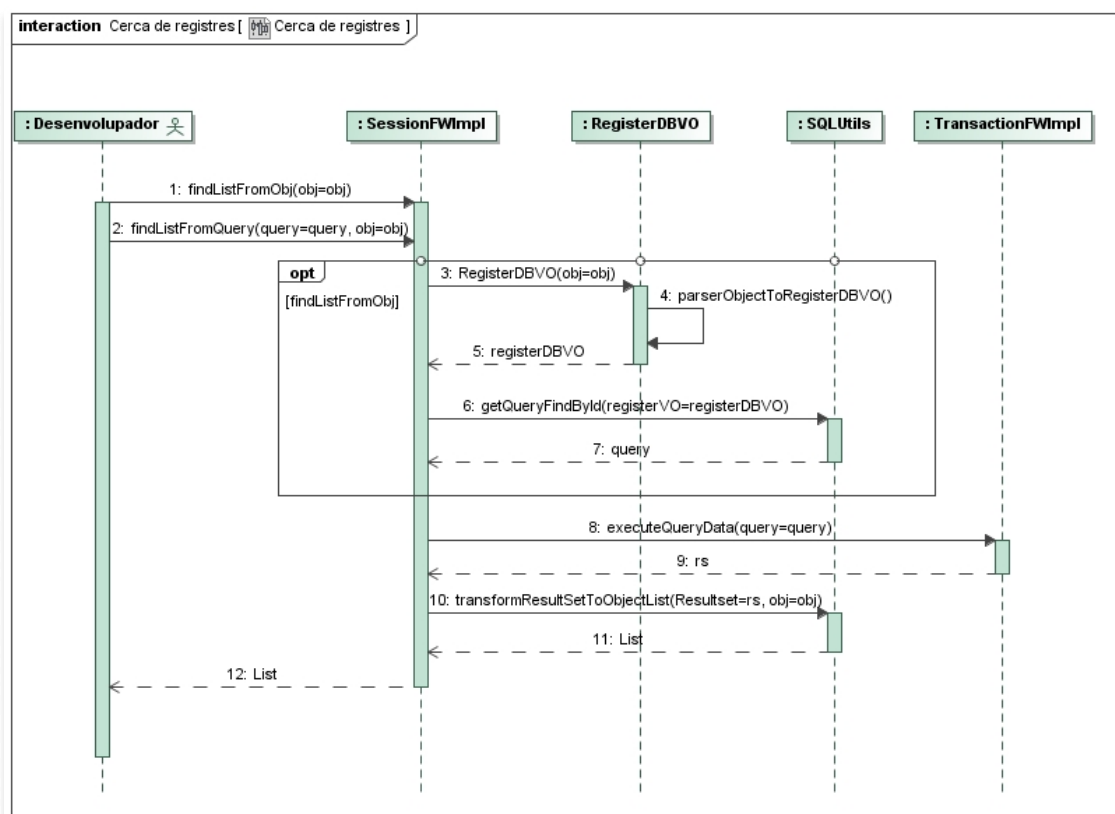 interaction Cerca de registres [ Cerca de registres ]
: Desenvolupador
: SessionFWImpl
: RegisterDBVO
: SQLUtils
: TransactionFWImpl
1: findListFromObj(obj=obj)
2: findListFromQuery(query=query, obj=obj)
opt
3: RegisterDBVO(obj=obj)
[findListFromObj]
4: parserObjectToRegisterDBVO()
5: registerDBVO
6: getQueryFindById(registerVO=registerDBVO)
7: query
8: executeQueryData(query=query)
9: rs
10: transformResultSetToObjectList(Resultset=rs, obj=obj)
11: List
12: List